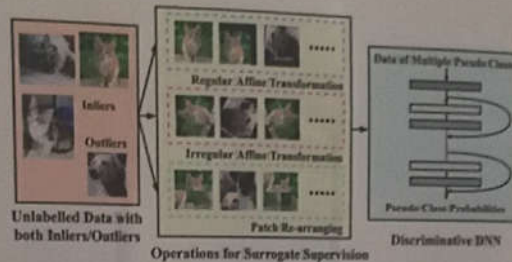 Inliers
Outliers
Unlabelled Data with
both Inliers/Outliers
Regular Affine Transformation
Irregular Affine Transformation
Patch Re-arranging
Operations for Surrogate Supervision
Data of Multiple Pseudo Class
Pseudo Class Probabilities
Discriminative DNN